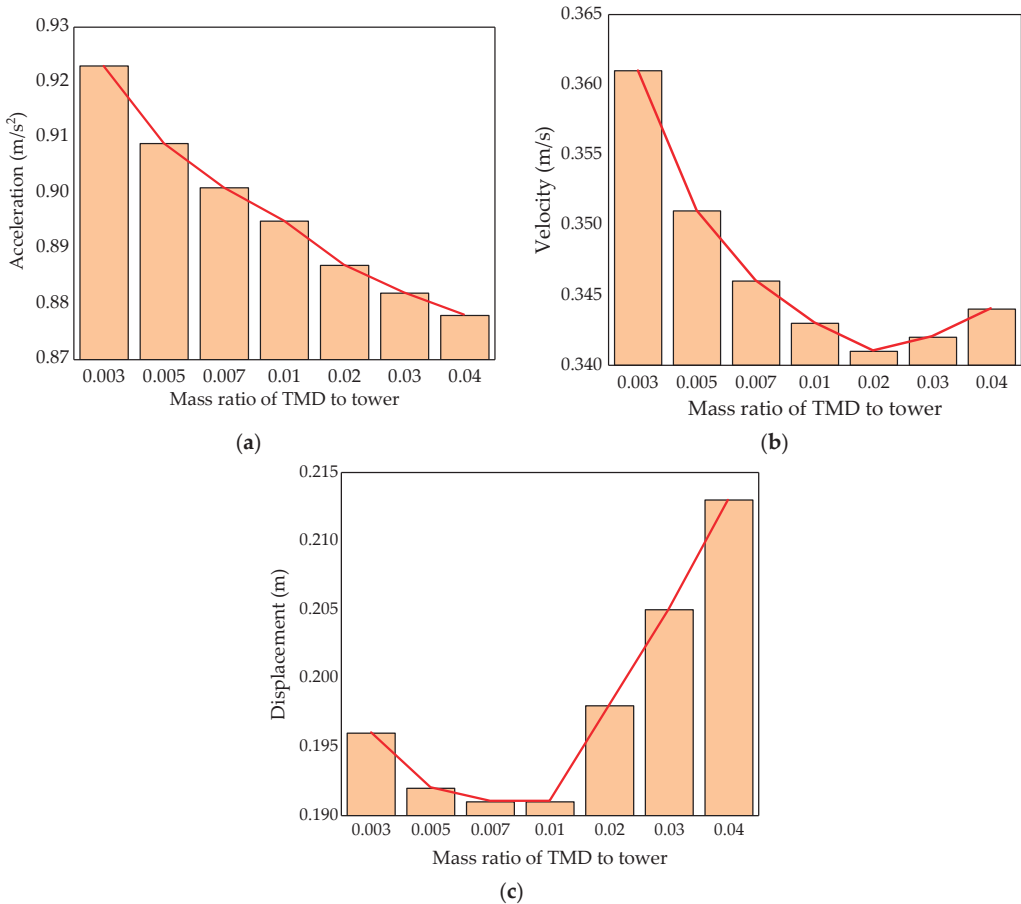 0.93
0.92
0.91
0.90
0.89
0.88
0.87
Acceleration (m/s²)
0.003 0.005 0.007 0.01 0.02 0.03 0.04
Mass ratio of TMD to tower
(a)
0.365
0.360
0.355
0.350
0.345
0.340
Velocity (m/s)
0.003 0.005 0.007 0.01 0.02 0.03 0.04
Mass ratio of TMD to tower
(b)
0.215
0.210
0.205
0.200
0.195
0.190
Displacement (m)
0.003 0.005 0.007 0.01 0.02 0.03 0.04
Mass ratio of TMD to tower
(c)